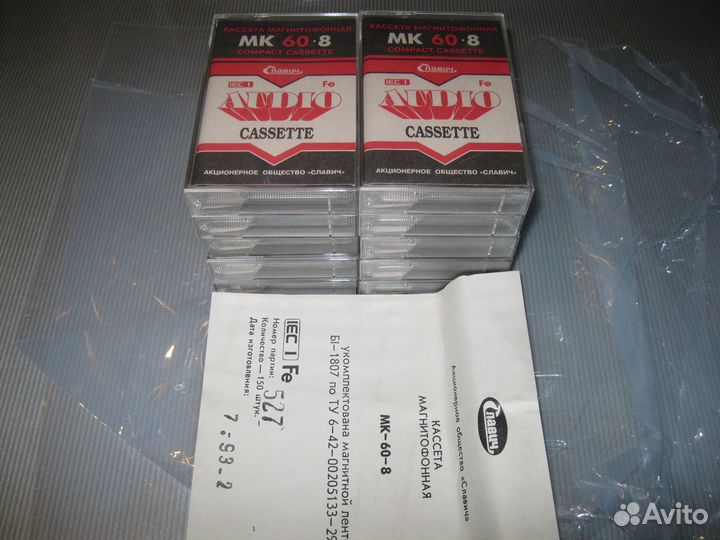 КАССЕТА МАГНИТОФОННАЯ
МК 60·8
COMPACT CASSETTE
Славич
IEC I Fe
AUDIO
CASSETTE
АКЦИОНЕРНОЕ ОБЩЕСТВО «СЛАВИЧ»
КАССЕТА МАГНИТОФОННАЯ
МК 60·8
COMPACT CASSETTE
Славич
IEC I Fe
AUDIO
CASSETTE
АКЦИОНЕРНОЕ ОБЩЕСТВО «СЛАВИЧ»
Славич
Акционерное общество «Славич»
КАССЕТА
МАГНИТОФОННАЯ
МК-60-8
укомплектована магнитной лент
Б1-1807 по ТУ 6-42-00205133-29
IEC I Fe
Номер партии: 527
Количество — 150 штук.
Дата изготовления:
Avito